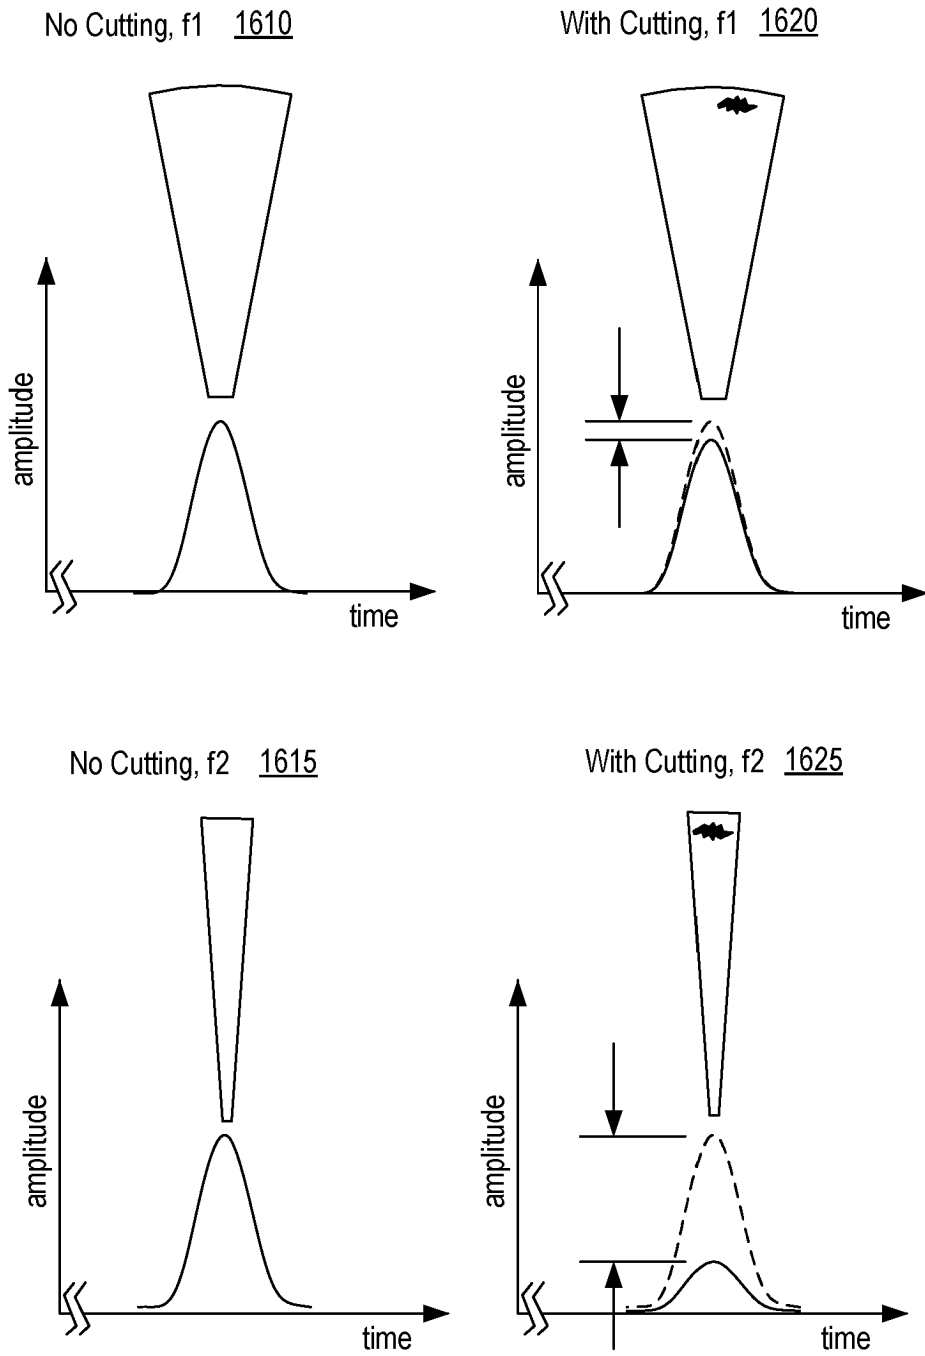 No Cutting, f1 1610
With Cutting, f1 1620
amplitude
time
amplitude
time
No Cutting, f2 1615
With Cutting, f2 1625
amplitude
time
amplitude
time